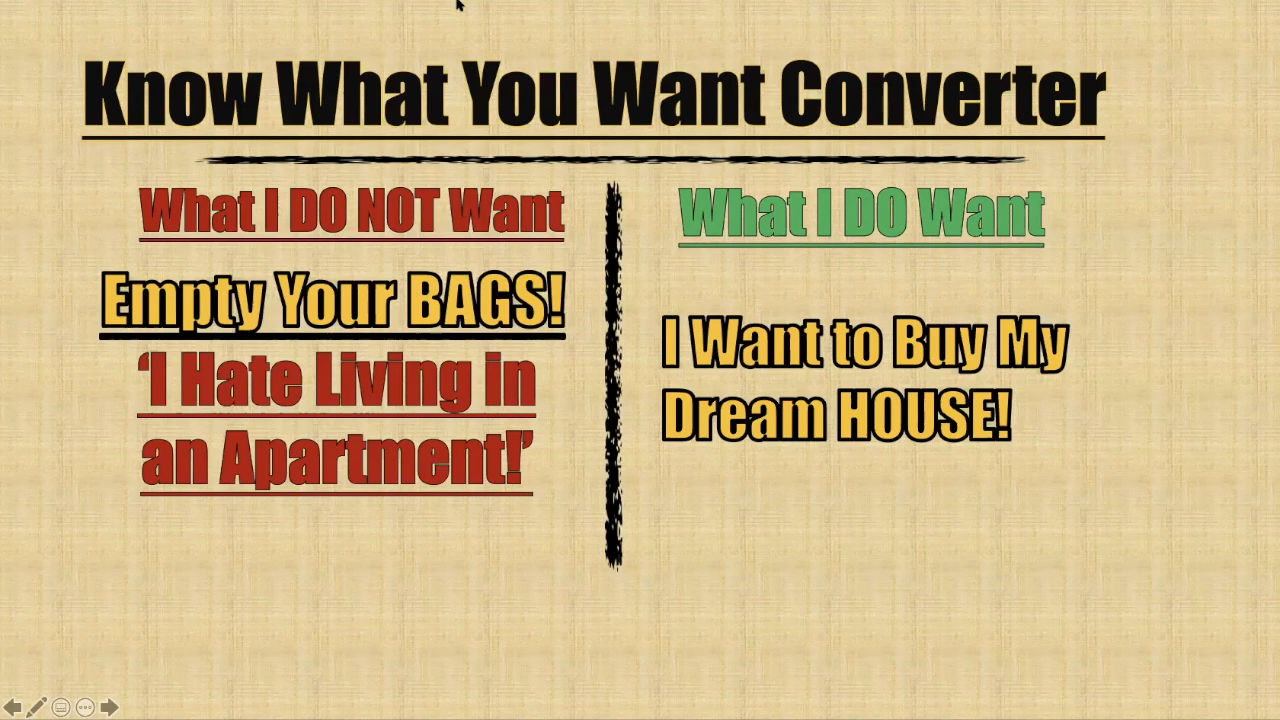 Know What You Want Converter
What I DO NOT Want
Empty Your BAGS!
‘I Hate Living in
an Apartment!’
What I DO Want
I Want to Buy My
Dream HOUSE!